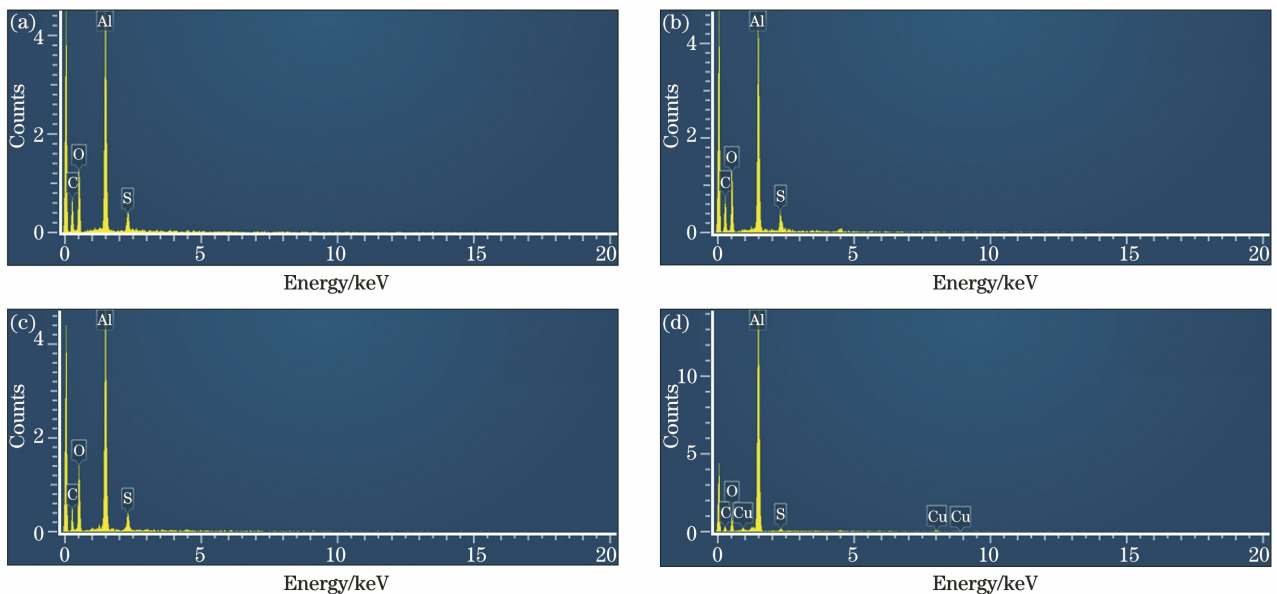 (a)
Al
4
O
2
C
S
0
0 5 10 15 20
Counts
Energy/keV
(b)
Al
4
O
2
C
S
0
0 5 10 15 20
Counts
Energy/keV
(c)
Al
4
O
2
C
S
0
0 5 10 15 20
Counts
Energy/keV
(d)
Al
10
5
O
C Cu S Cu Cu
0
0 5 10 15 20
Counts
Energy/keV